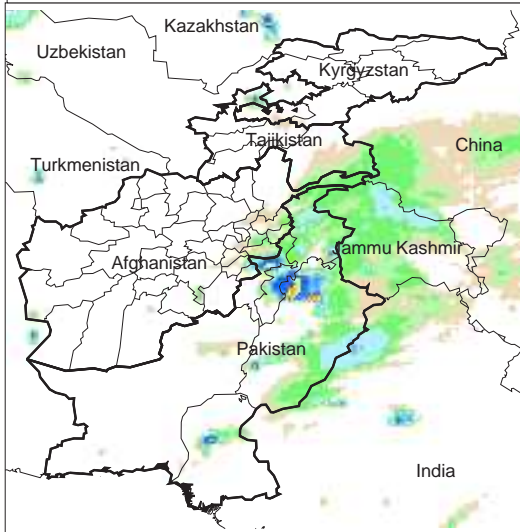 Kazakhstan
Uzbekistan
Kyrgyzstan
Tajikistan
China
Turkmenistan
Jammu Kashmir
Afghanistan
Pakistan
India